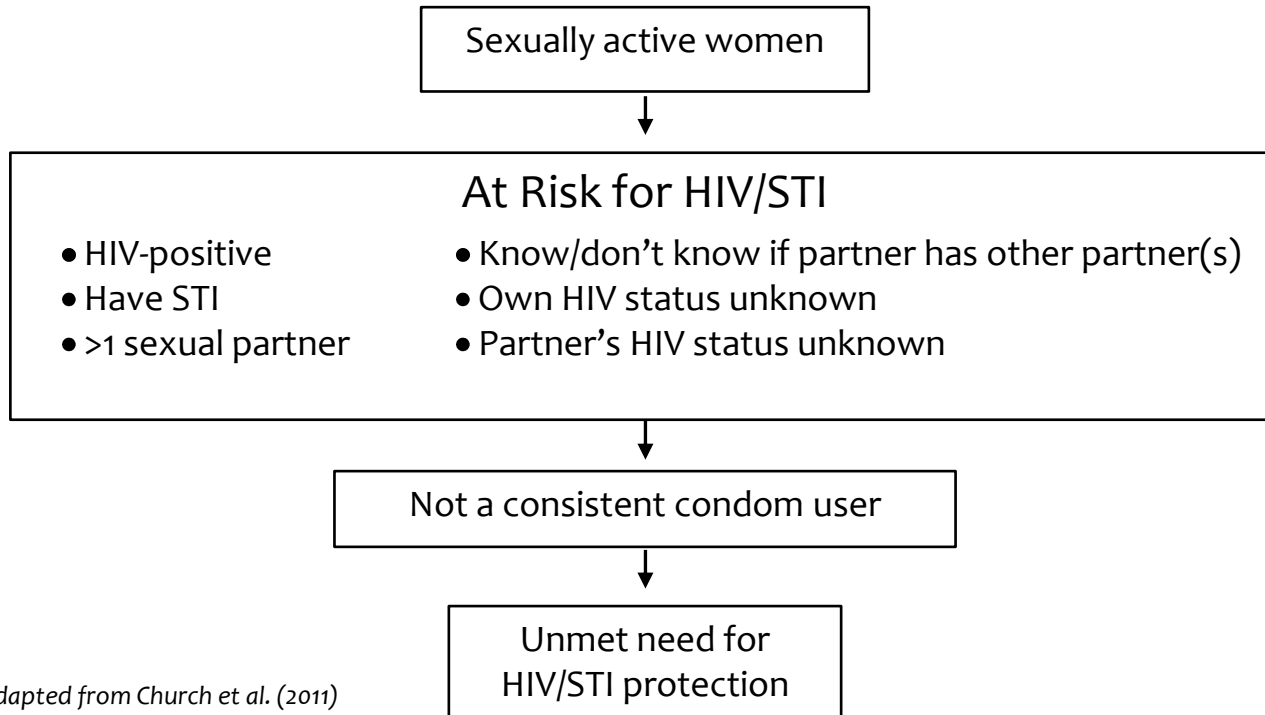 Sexually active women
At Risk for HIV/STI
• HIV-positive
• Have STI
• >1 sexual partner
• Know/don’t know if partner has other partner(s)
• Own HIV status unknown
• Partner’s HIV status unknown
Not a consistent condom user
Unmet need for
HIV/STI protection
dapted from Church et al. (2011)